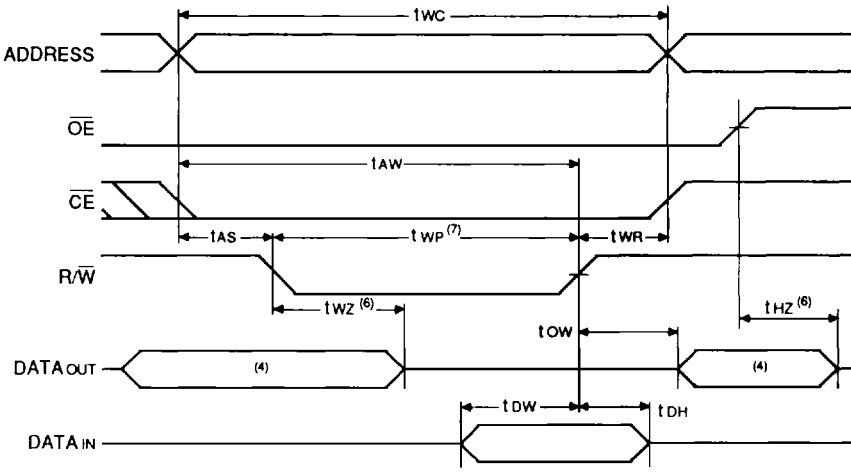 tWC
ADDRESS
OE
tAW
CE
tAS
tWP (7)
tWR
R/W
tWZ (6)
tOW
tHZ (6)
DATA OUT
(4)
(4)
tDW
tDH
DATA IN